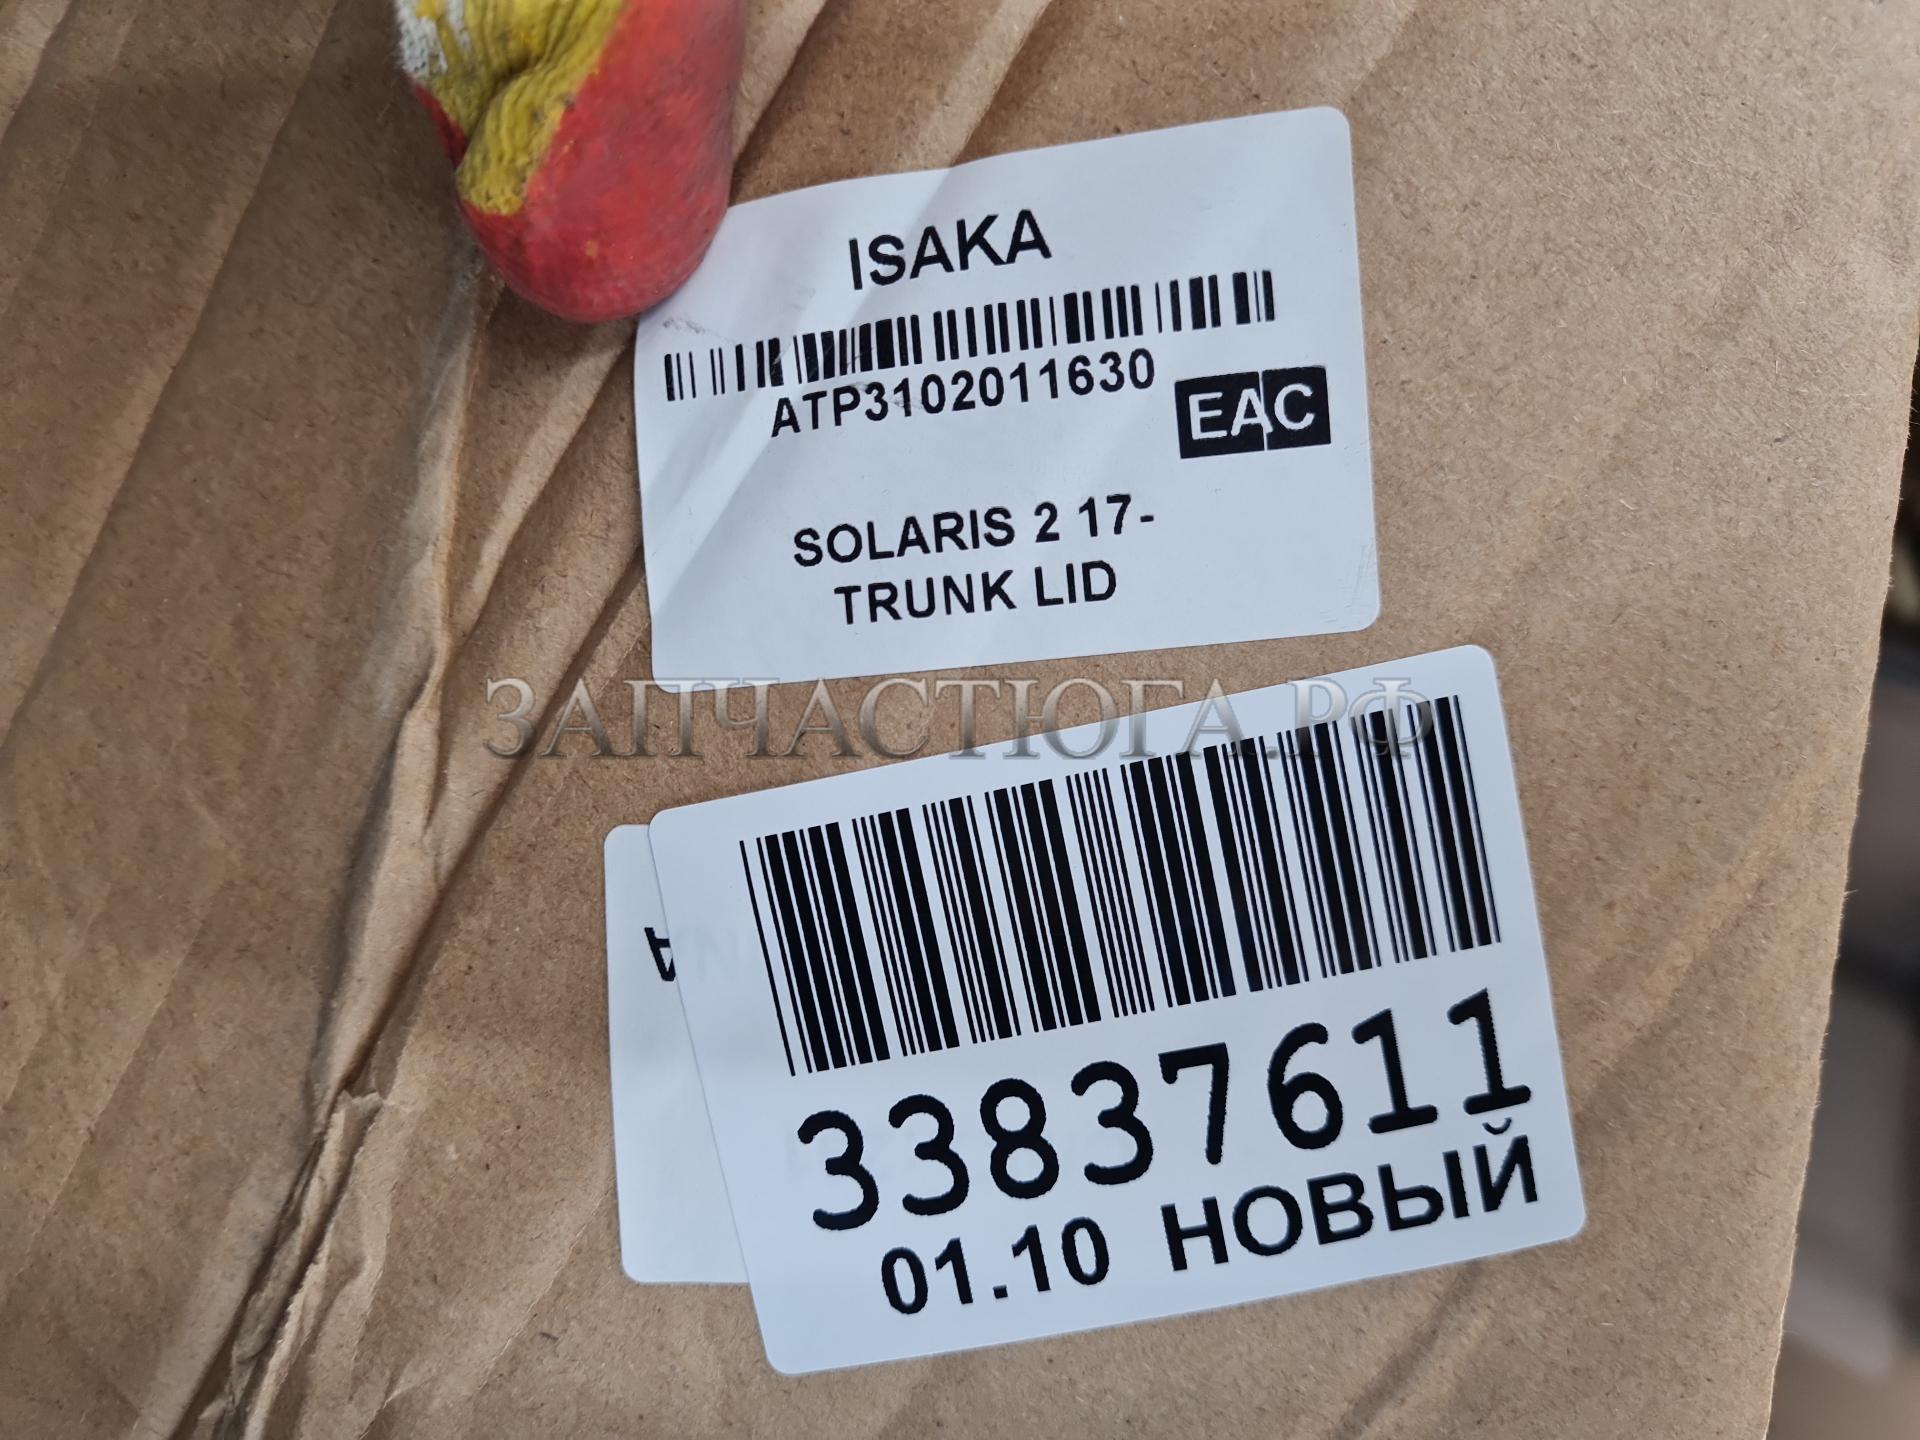 ISAKA
ATP3102011630
EAC
SOLARIS 2 17-
TRUNK LID
ЗАПЧАСТЮГА.РФ
33837611
01.10 НОВЫЙ